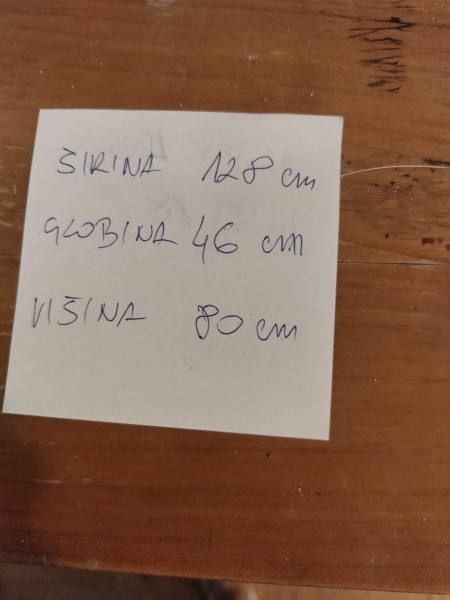 ŠIRINA 128 cm
GLOBINA 46 cm
VIŠINA 80 cm